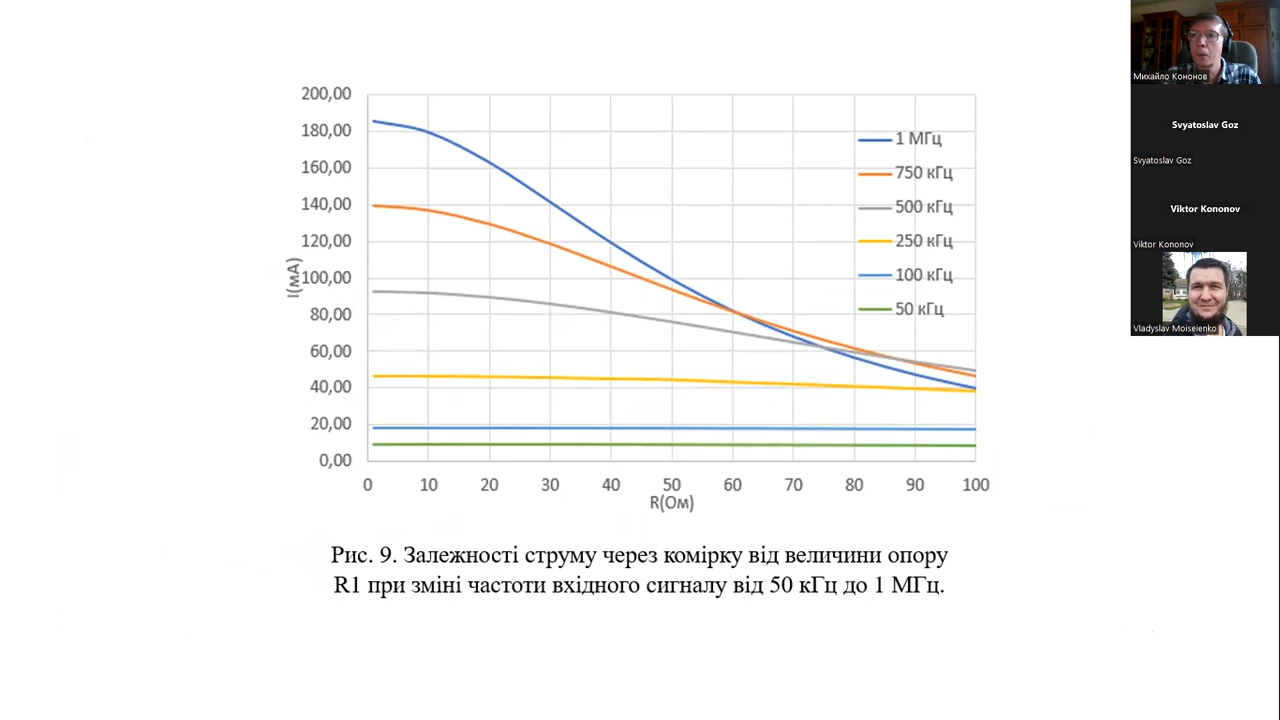 200,00
180,00
160,00
140,00
120,00
100,00
80,00
60,00
40,00
20,00
0,00
I(мА)
0 10 20 30 40 50 60 70 80 90 100
R(Ом)
1 МГц
750 кГц
500 кГц
250 кГц
100 кГц
50 кГц
Рис. 9. Залежності струму через комірку від величини опору
R1 при зміні частоти вхідного сигналу від 50 кГц до 1 МГц.
Михайло Кононов
Svyatoslav Goz
Svyatoslav Goz
Viktor Kononov
Viktor Kononov
Vladyslav Moiseienko